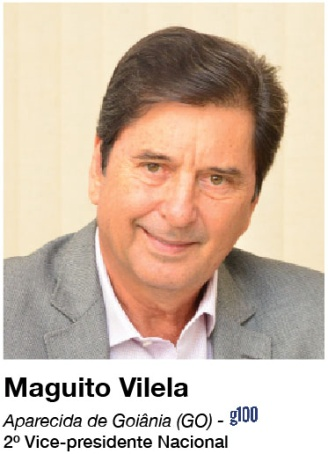 Maguito Vilela
Aparecida de Goiânia (GO) - g100
2º Vice-presidente Nacional